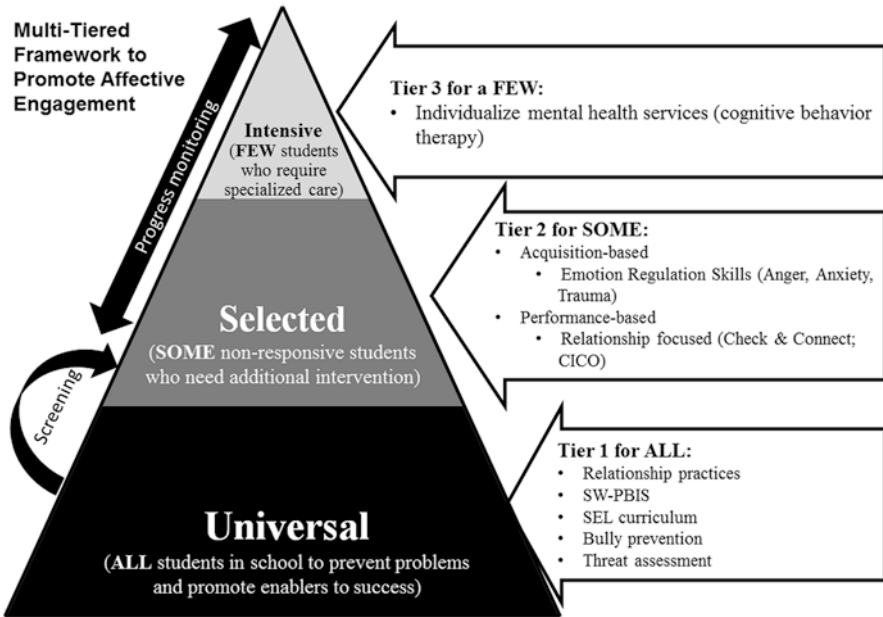 Multi-Tiered
Framework to
Promote Affective
Engagement
Progress monitoring
Screening
Intensive
(FEW students
who require
specialized care)
Selected
(SOME non-responsive students
who need additional intervention)
Universal
(ALL students in school to prevent problems
and promote enablers to success)
Tier 3 for a FEW:
• Individualize mental health services (cognitive behavior
therapy)
Tier 2 for SOME:
• Acquisition-based
• Emotion Regulation Skills (Anger, Anxiety,
Trauma)
• Performance-based
• Relationship focused (Check & Connect;
CICO)
Tier 1 for ALL:
• Relationship practices
• SW-PBIS
• SEL curriculum
• Bully prevention
• Threat assessment